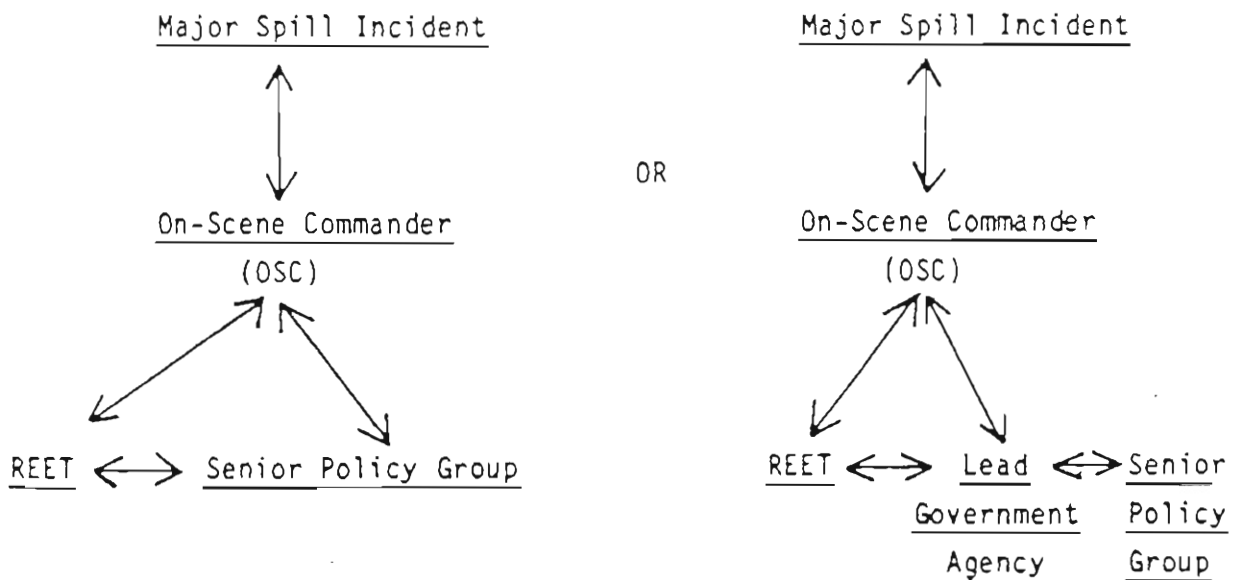 Major Spill Incident
On-Scene Commander
(OSC)
REET
Senior Policy Group
OR
Major Spill Incident
On-Scene Commander
(OSC)
REET
Lead
Government
Agency
Senior
Policy
Group